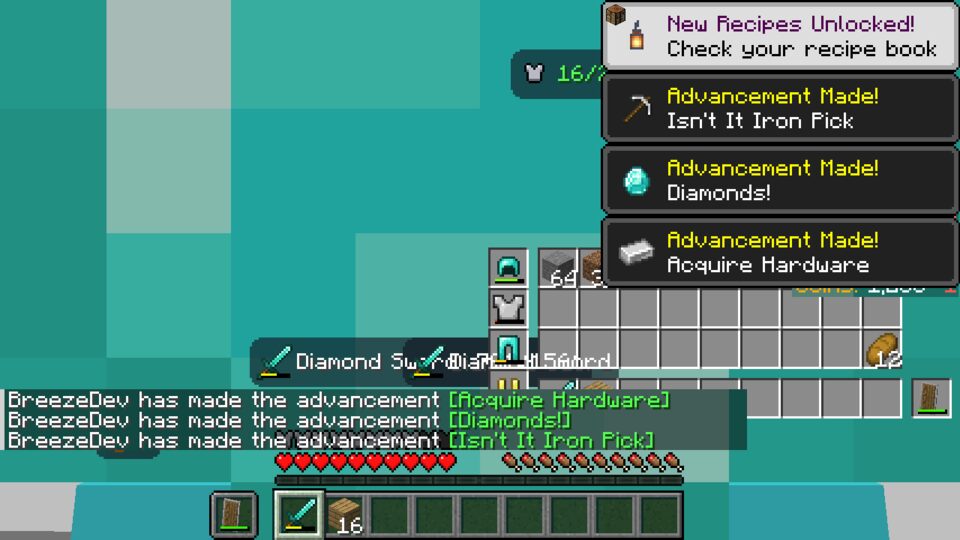 New Recipes Unlocked!
Check your recipe book
16/
Advancement Made!
Isn't It Iron Pick
Advancement Made!
Diamonds!
Advancement Made!
Acquire Hardware
64
12
Diamond
BreezeDev has made the advancement [Acquire Hardware]
BreezeDev has made the advancement [Diamonds!]
BreezeDev has made the advancement [Isn't It Iron Pick]
16